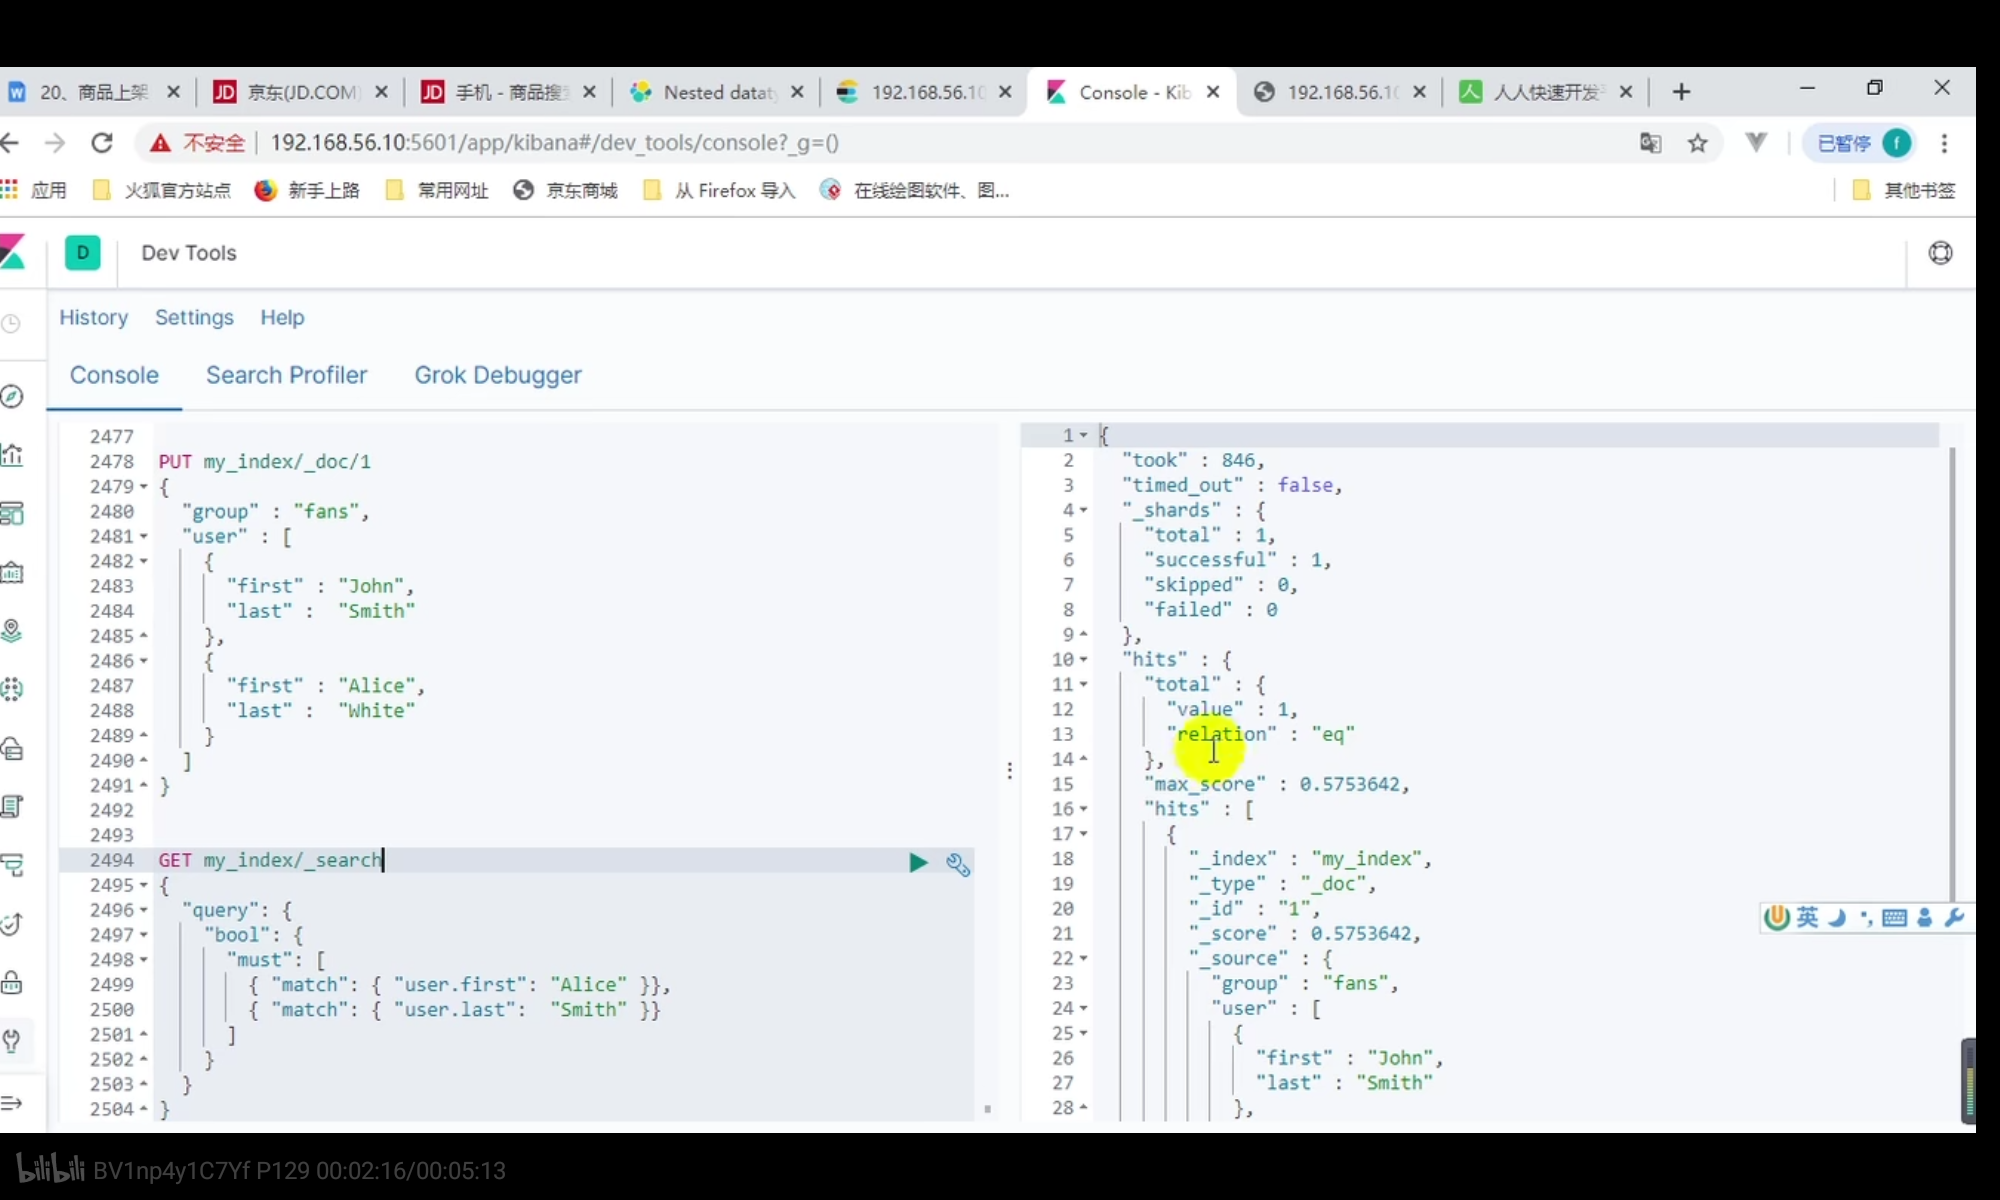 20、商品上架
京东(JD.COM)
手机 - 商品搜索
Nested dataty
192.168.56.10
Console - Kib
192.168.56.10
人人快速开发平
不安全 192.168.56.10:5601/app/kibana#/dev_tools/console?_g=()
已暂停 f
应用 火狐官方站点 新手上路 常用网址 京东商城 从 Firefox 导入 在线绘图软件、图... 其他书签
D Dev Tools
History Settings Help
Console Search Profiler Grok Debugger
2477
2478 PUT my_index/_doc/1
2479 {
2480 "group" : "fans",
2481 "user" : [
2482 {
2483 "first" : "John",
2484 "last" :  "Smith"
2485 },
2486 {
2487 "first" : "Alice",
2488 "last" :  "White"
2489 }
2490 ]
2491 }
2492
2493
2494 GET my_index/_search
2495 {
2496 "query": {
2497 "bool": {
2498 "must": [
2499 { "match": { "user.first": "Alice" }},
2500 { "match": { "user.last":  "Smith" }}
2501 ]
2502 }
2503 }
2504 }
1 {
2 "took" : 846,
3 "timed_out" : false,
4 "_shards" : {
5 "total" : 1,
6 "successful" : 1,
7 "skipped" : 0,
8 "failed" : 0
9 },
10 "hits" : {
11 "total" : {
12 "value" : 1,
13 "relation" : "eq"
14 },
15 "max_score" : 0.5753642,
16 "hits" : [
17 {
18 "_index" : "my_index",
19 "_type" : "_doc",
20 "_id" : "1",
21 "_score" : 0.5753642,
22 "_source" : {
23 "group" : "fans",
24 "user" : [
25 {
26 "first" : "John",
27 "last" : "Smith"
28 },
英
bilibili BV1np4y1C7Yf P129 00:02:16/00:05:13